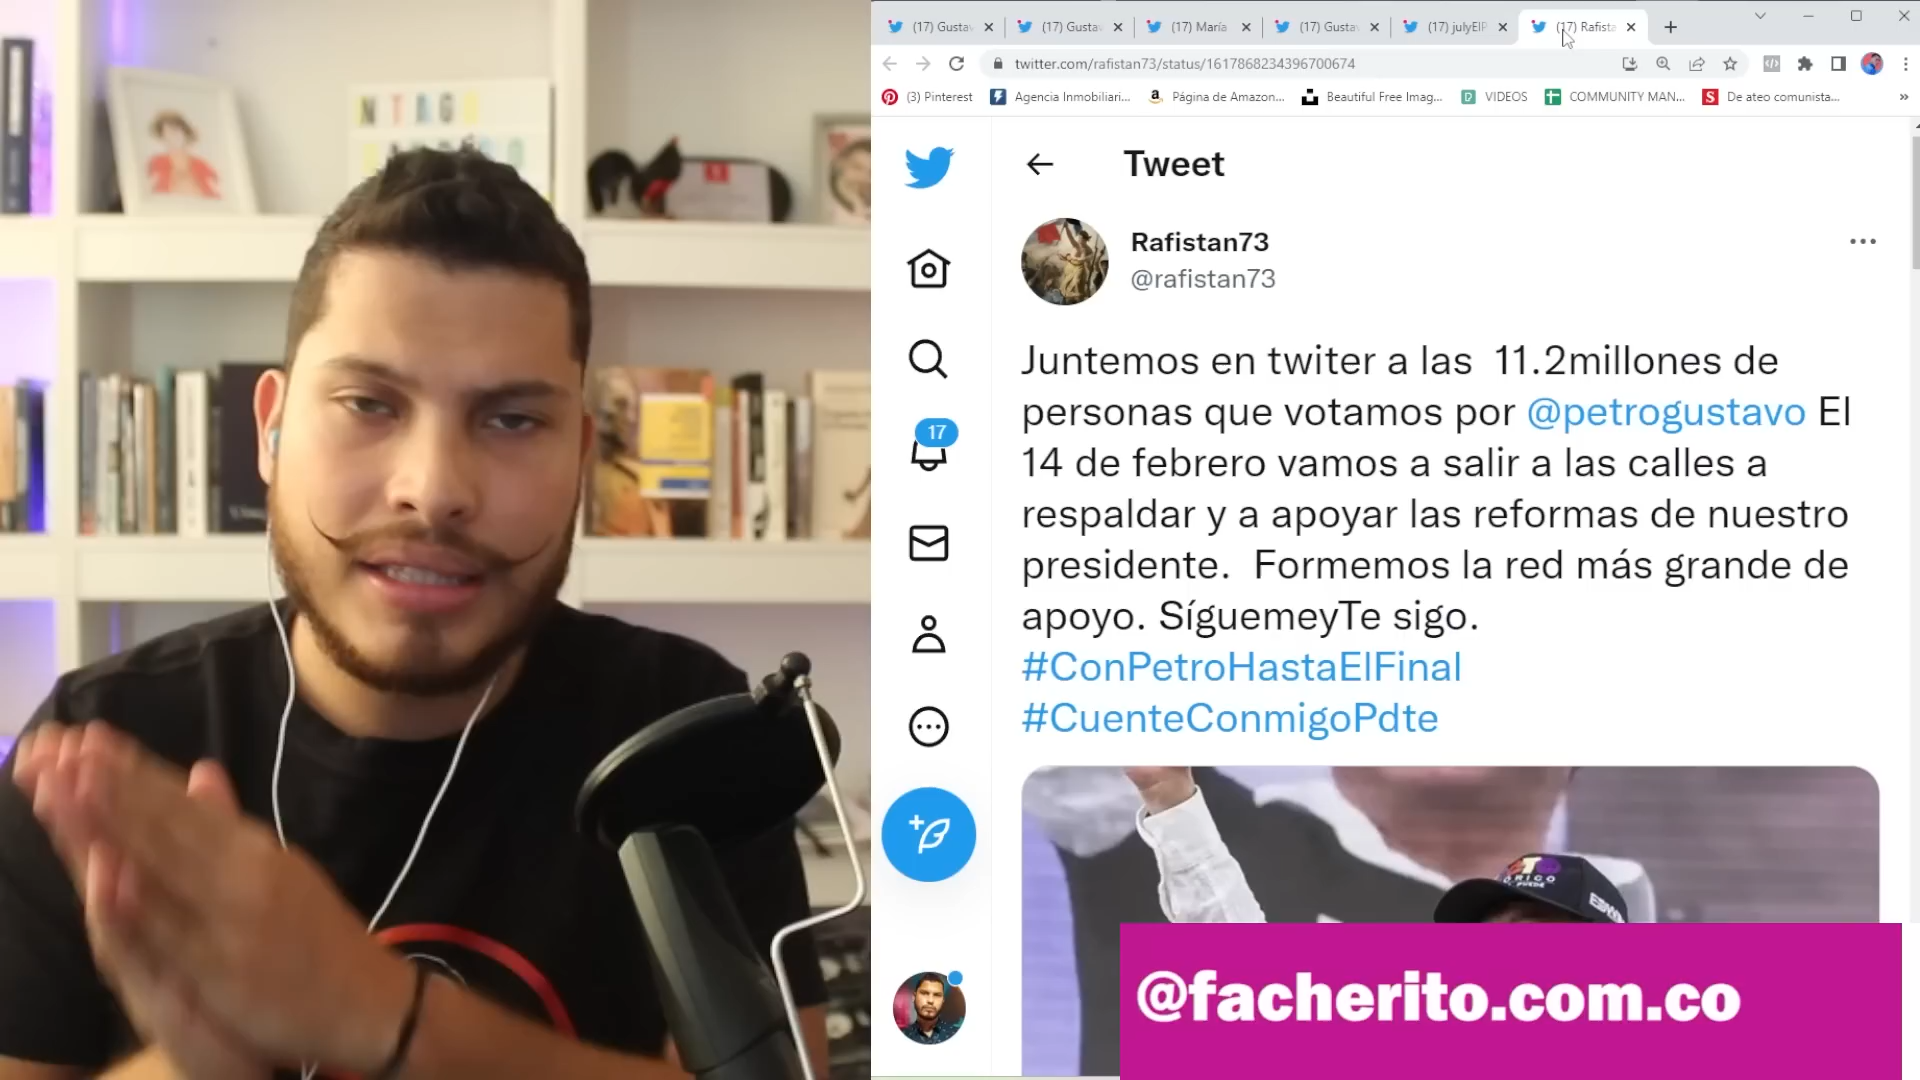 (17) Gusta
(17) Gusta
(17) María
(17) Gusta
(17) julyElP
(17) Rafista
twitter.com/rafistan73/status/1617868234396700674
(3) Pinterest
Agencia Inmobiliari...
Página de Amazon...
Beautiful Free Imag...
VIDEOS
COMMUNITY MAN...
De ateo comunista...
»
Tweet
Rafistan73
@rafistan73
Juntemos en twiter a las 11.2millones de
personas que votamos por @petrogustavo El
14 de febrero vamos a salir a las calles a
respaldar y a apoyar las reformas de nuestro
presidente. Formemos la red más grande de
apoyo. SíguemeyTe sigo.
#ConPetroHastaElFinal
#CuenteConmigoPdte
17
@facherito.com.co